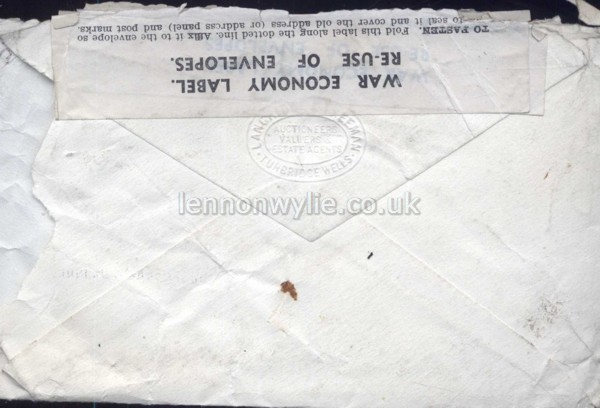 WAR ECONOMY LABEL.
RE-USE OF ENVELOPES.
TO FASTEN. Fold this label along the dotted line. Affix it to the envelope so
to seal it and cover the old address (or address panel) and post marks.
AUCTIONEERS
VALUERS &
ESTATE AGENTS
TUNBRIDGE WELLS
lennonwylie.co.uk